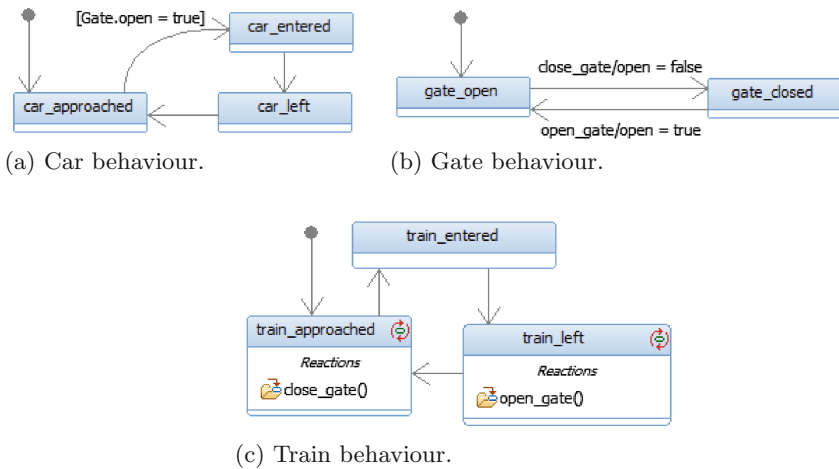 [Gate.open = true]
car_entered
car_approached
car_left
(a) Car behaviour.
close_gate/open = false
gate_open
gate_closed
open_gate/open = true
(b) Gate behaviour.
train_entered
train_approached
Reactions
close_gate()
train_left
Reactions
open_gate()
(c) Train behaviour.